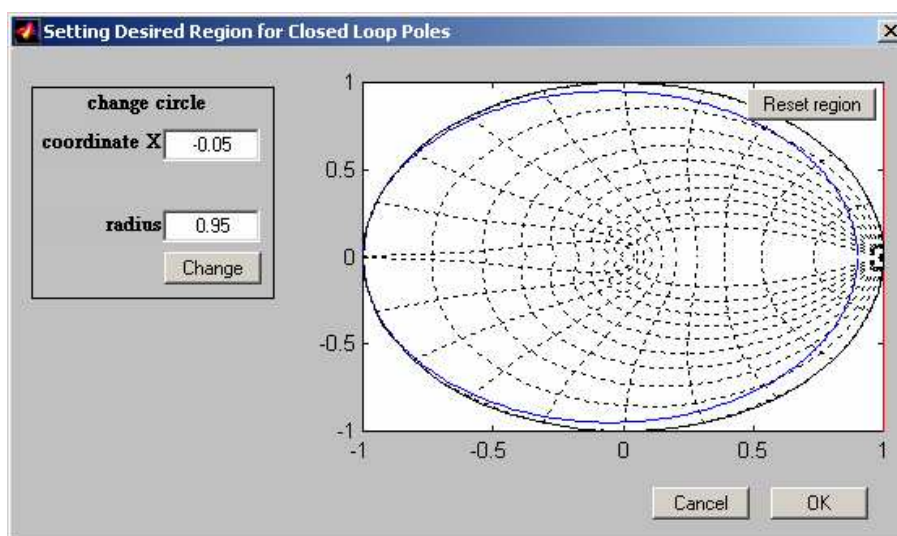 Setting Desired Region for Closed Loop Poles
change circle
coordinate X -0.05
radius 0.95
Change
Reset region
1
0.5
0
-0.5
-1
-1 -0.5 0 0.5 1
Cancel OK